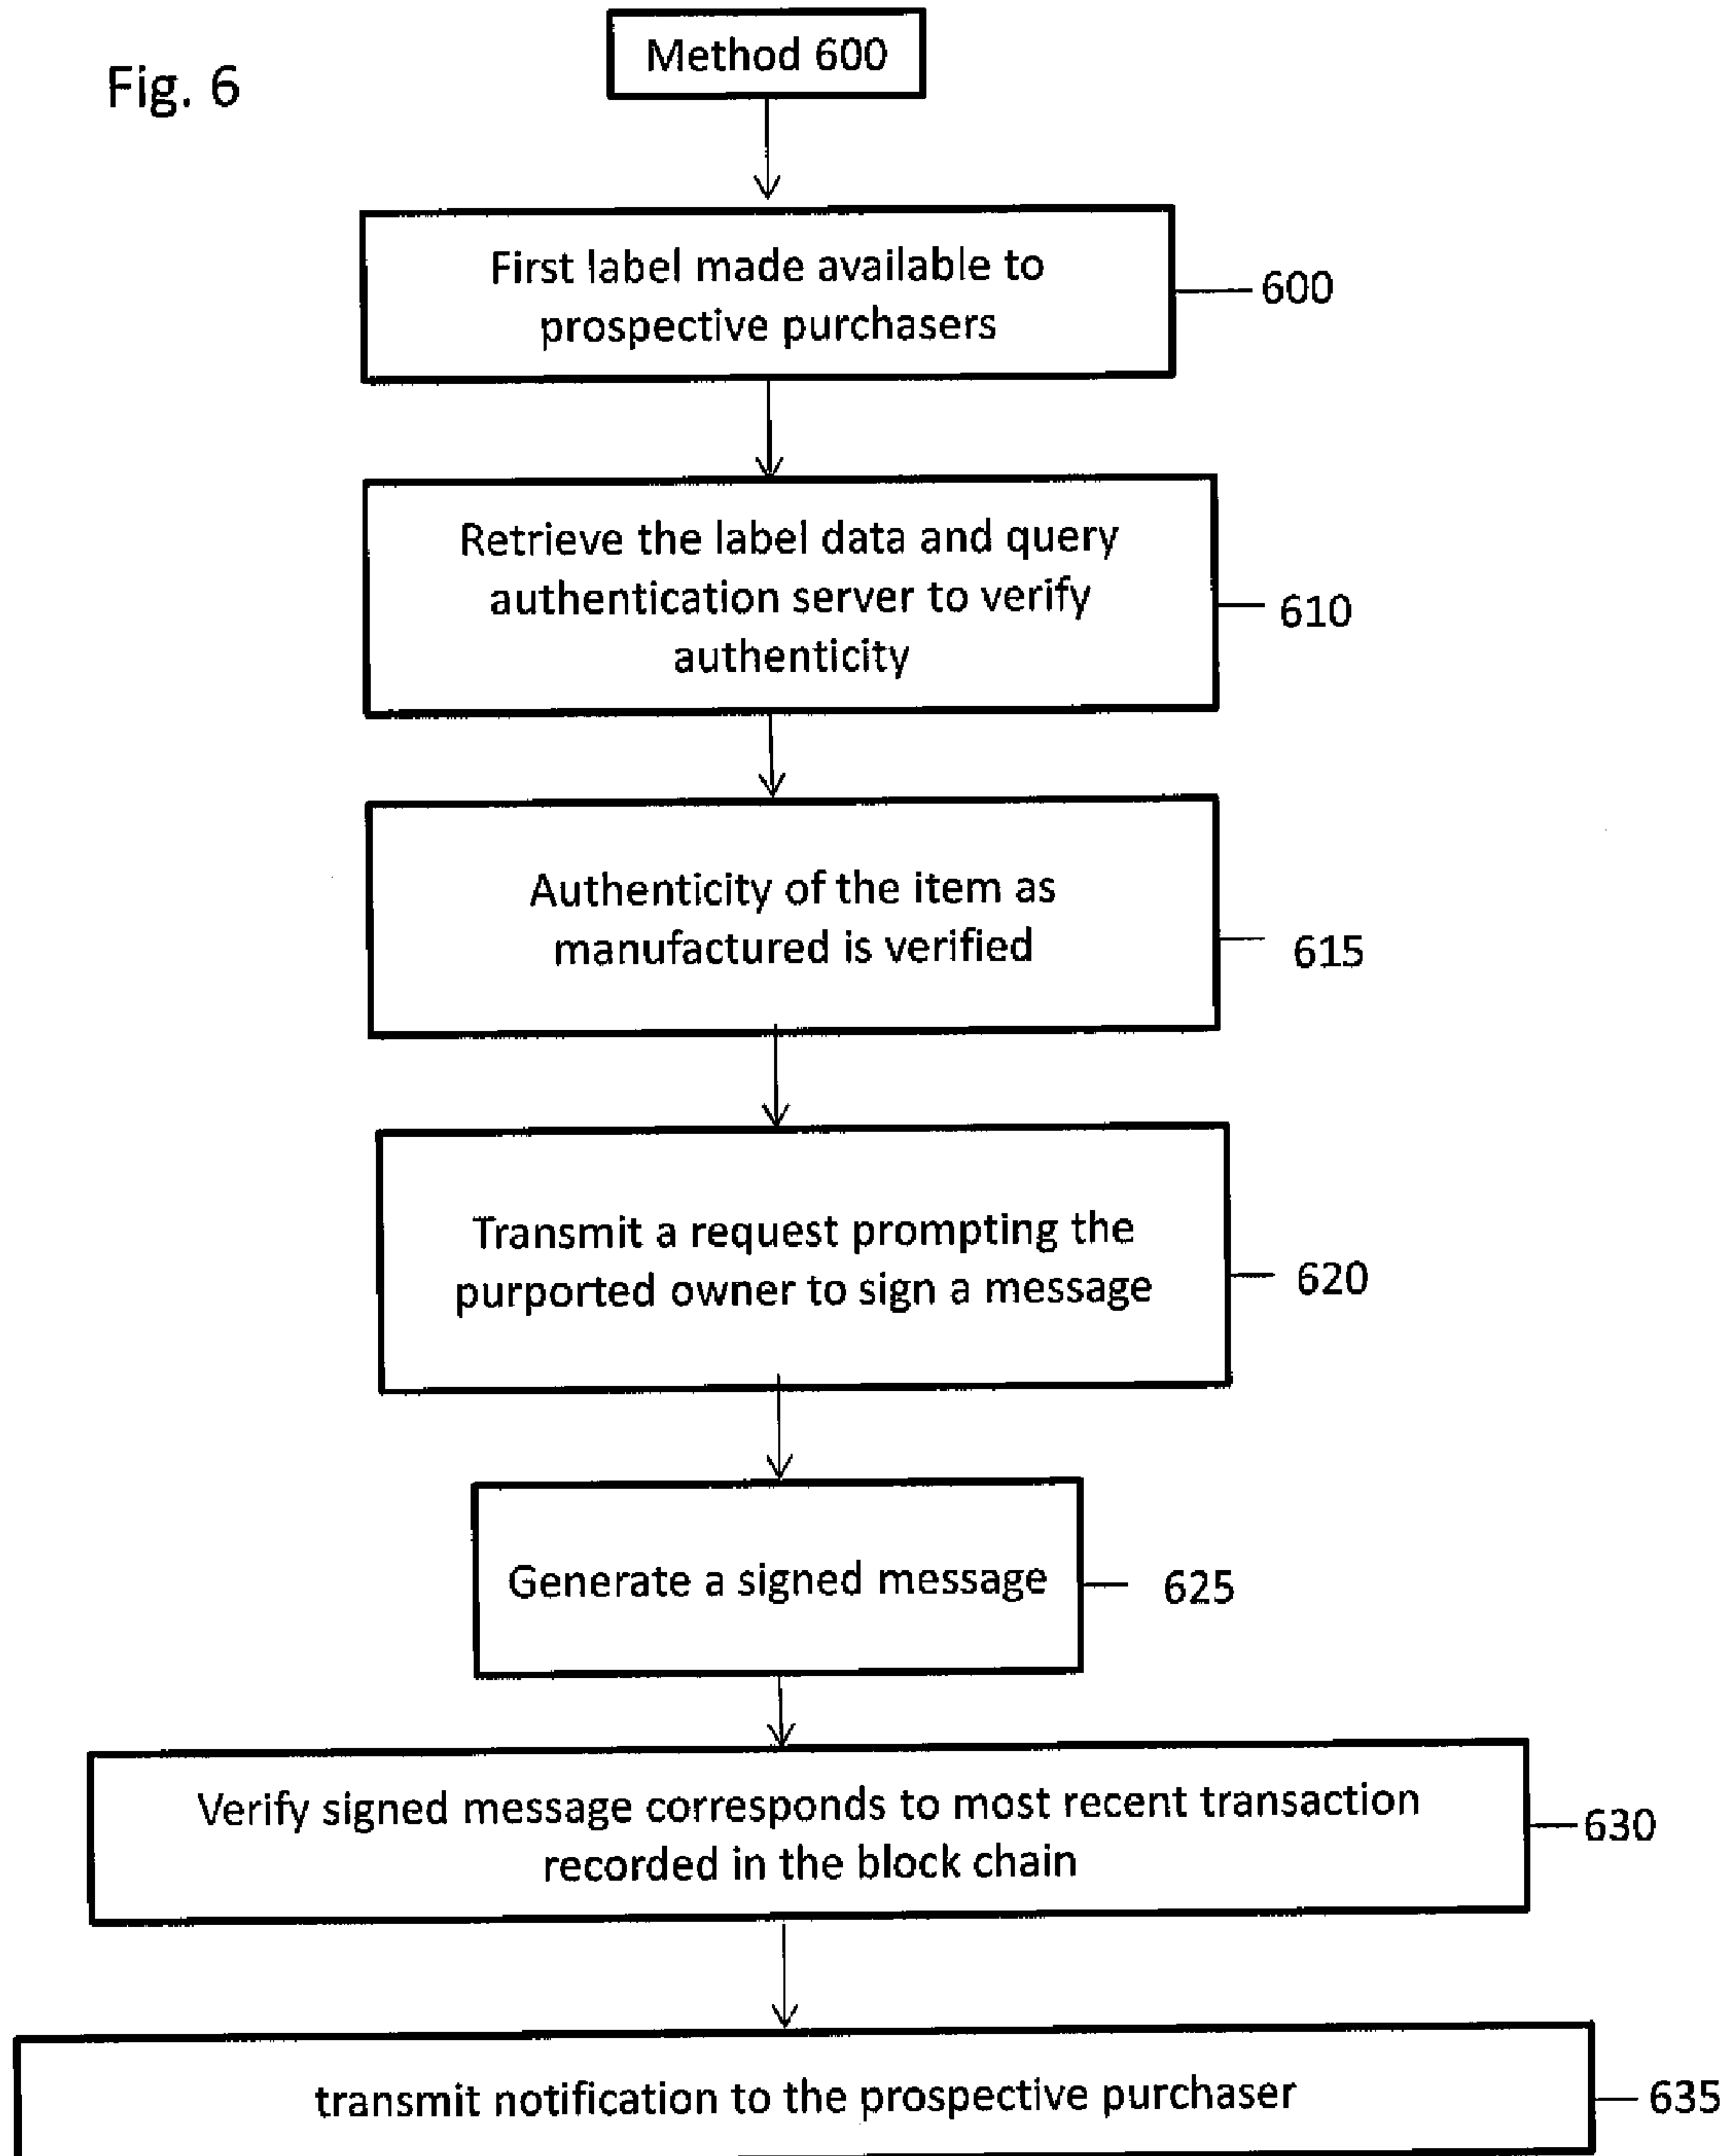 Fig. 6
Method 600
First label made available to
prospective purchasers
600
Retrieve the label data and query
authentication server to verify
authenticity
610
Authenticity of the item as
manufactured is verified
615
Transmit a request prompting the
purported owner to sign a message
620
Generate a signed message
625
Verify signed message corresponds to most recent transaction
recorded in the block chain
630
transmit notification to the prospective purchaser
635